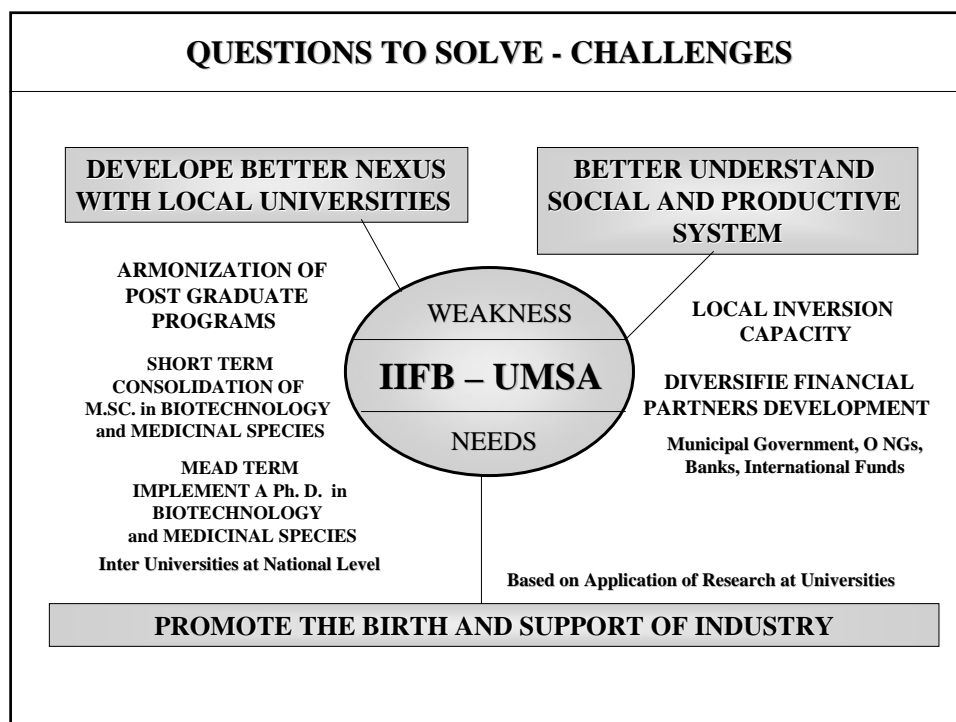 QUESTIONS TO SOLVE - CHALLENGES
DEVELOPE BETTER NEXUS
WITH LOCAL UNIVERSITIES
BETTER UNDERSTAND
SOCIAL AND PRODUCTIVE
SYSTEM
ARMONIZATION OF
POST GRADUATE
PROGRAMS
SHORT TERM
CONSOLIDATION OF
M.SC. in BIOTECHNOLOGY
and MEDICINAL SPECIES
MEAD TERM
IMPLEMENT A Ph. D. in
BIOTECHNOLOGY
and MEDICINAL SPECIES
Inter Universities at National Level
WEAKNESS
IIFB – UMSA
NEEDS
LOCAL INVERSION
CAPACITY
DIVERSIFIE FINANCIAL
PARTNERS DEVELOPMENT
Municipal Government, O NGs,
Banks, International Funds
Based on Application of Research at Universities
PROMOTE THE BIRTH AND SUPPORT OF INDUSTRY